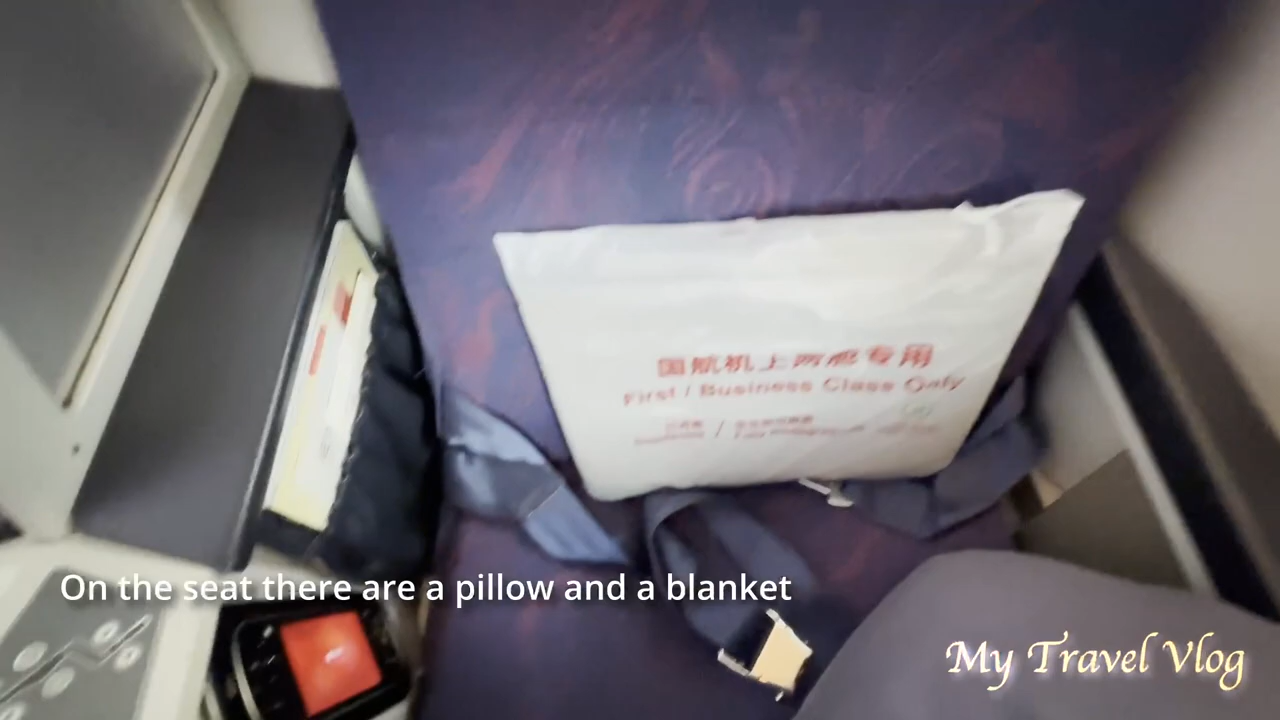 国航机上两舱专用
First / Business Class Only
On the seat there are a pillow and a blanket
My Travel Vlog